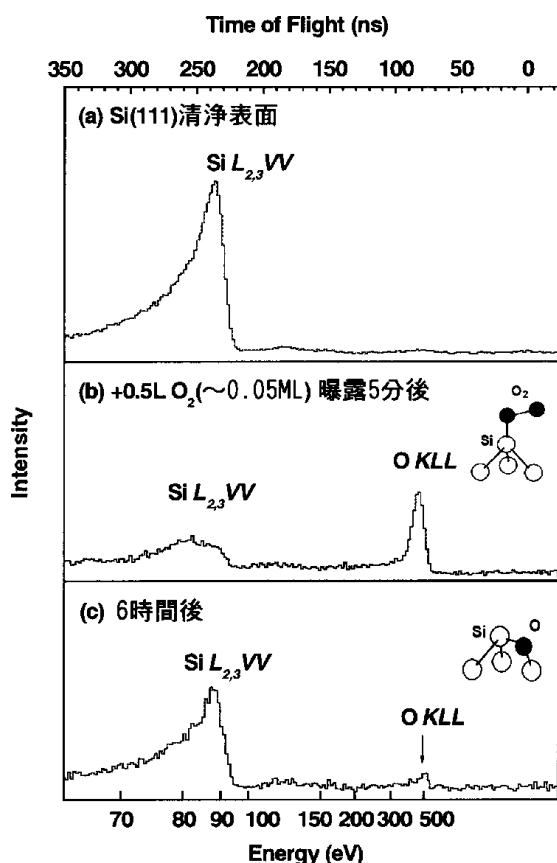 Time of Flight (ns)
350 300 250 200 150 100 50 0
(a) Si(111)清浄表面
Si L2,3VV
(b) +0.5L O2(～0.05ML) 曝露5分後
O2
Si
O KLL
Si L2,3VV
(c) 6時間後
Si
O
Si L2,3VV
O KLL
Intensity
Intensity
70 80 90 100 150 200 300 500
Energy (eV)